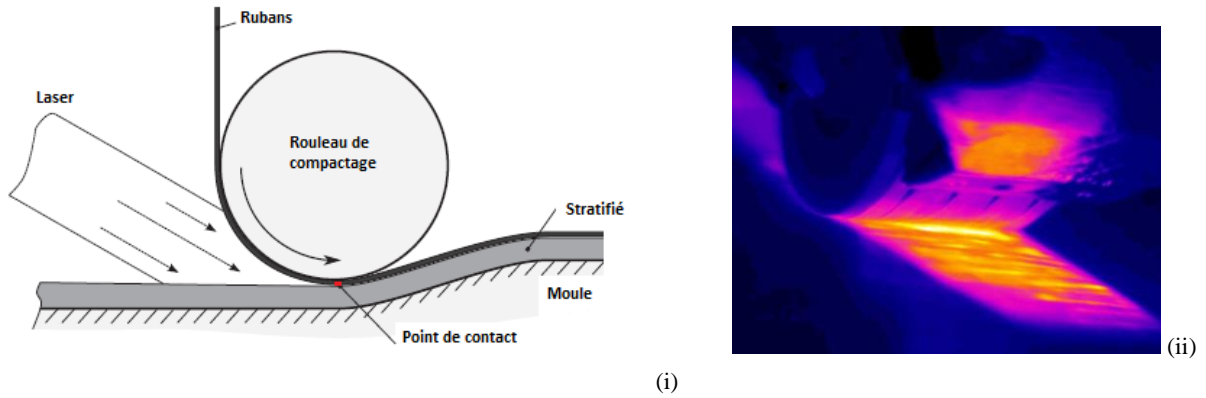 Rubans
Laser
Rouleau de
compactage
Stratifié
Moule
Point de contact
(i)
(ii)